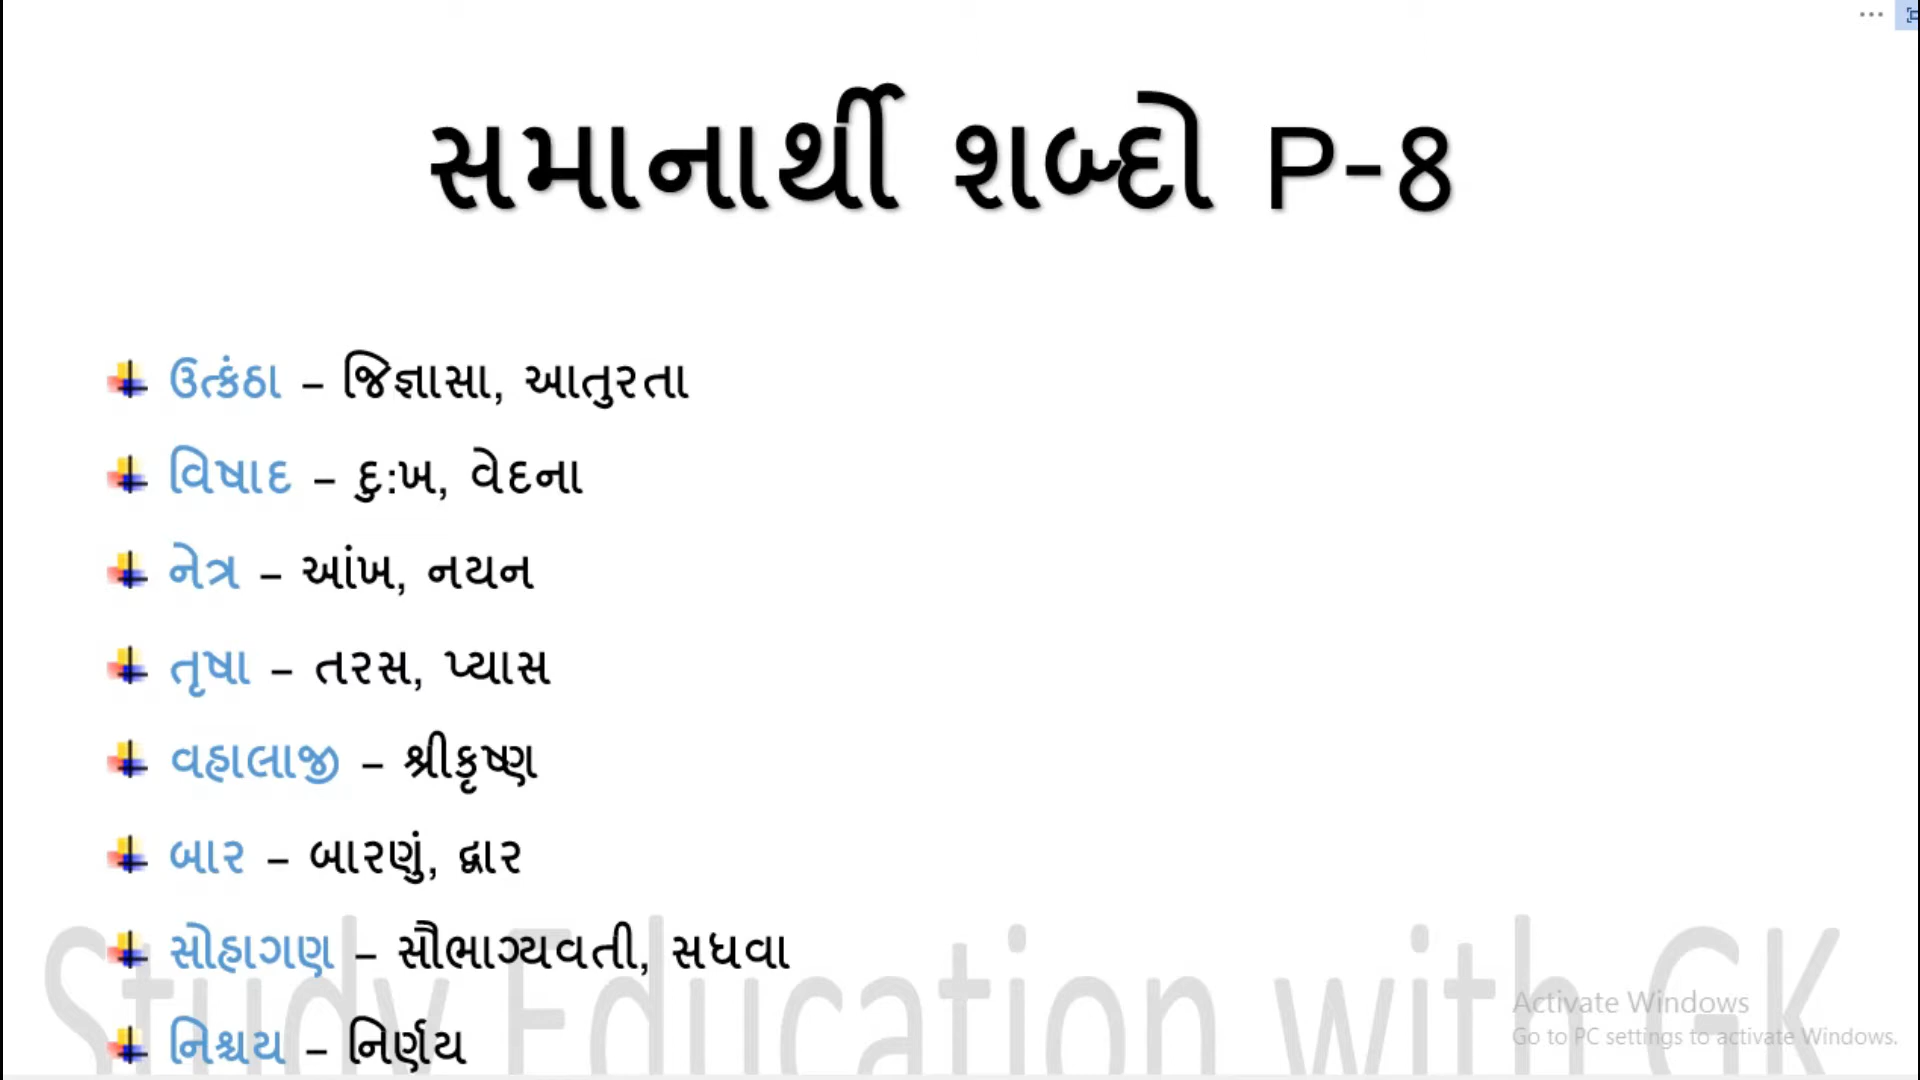 સમાનાર્થી શબ્દો P-8
ઉત્કંઠા – જિજ્ઞાસા, આતુરતા
વિષાદ – દુઃખ, વેદના
નેત્ર – આંખ, નયન
તૃષા – તરસ, પ્યાસ
વહાલાજી – શ્રીકૃષ્ણ
બાર – બારણું, દ્વાર
સોહાગણ – સૌભાગ્યવતી, સધવા
નિશ્ચય – નિર્ણય
Study Education with GK
Activate Windows
Go to PC settings to activate Windows.